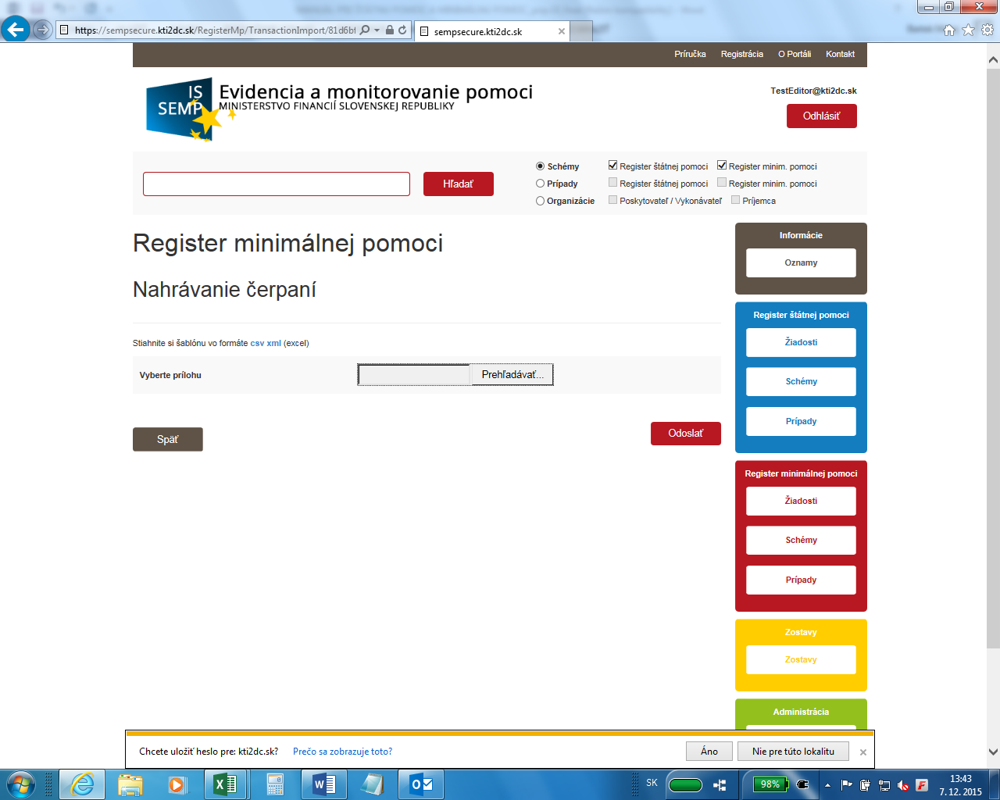 https://sempsecure.kti2dc.sk/RegisterMp/TransactionImport/81d6bf
sempsecure.kti2dc.sk
Príručka Registrácia O Portáli Kontakt
IS SEMP
Evidencia a monitorovanie pomoci
MINISTERSTVO FINANCIÍ SLOVENSKEJ REPUBLIKY
TestEditor@kti2dc.sk
Odhlásiť
Hľadať
Schémy Register štátnej pomoci Register minim. pomoci
Prípady Register štátnej pomoci Register minim. pomoci
Organizácie Poskytovateľ / Vykonávateľ Príjemca
Register minimálnej pomoci
Nahrávanie čerpaní
Stiahnite si šablónu vo formáte csv xml (excel)
Vyberte prílohu
Prehľadávať...
Späť
Odoslať
Informácie
Oznamy
Register štátnej pomoci
Žiadosti
Schémy
Prípady
Register minimálnej pomoci
Žiadosti
Schémy
Prípady
Zostavy
Zostavy
Administrácia
Chcete uložiť heslo pre: kti2dc.sk? Prečo sa zobrazuje toto? Áno Nie pre túto lokalitu
SK
98%
13:43
7. 12. 2015